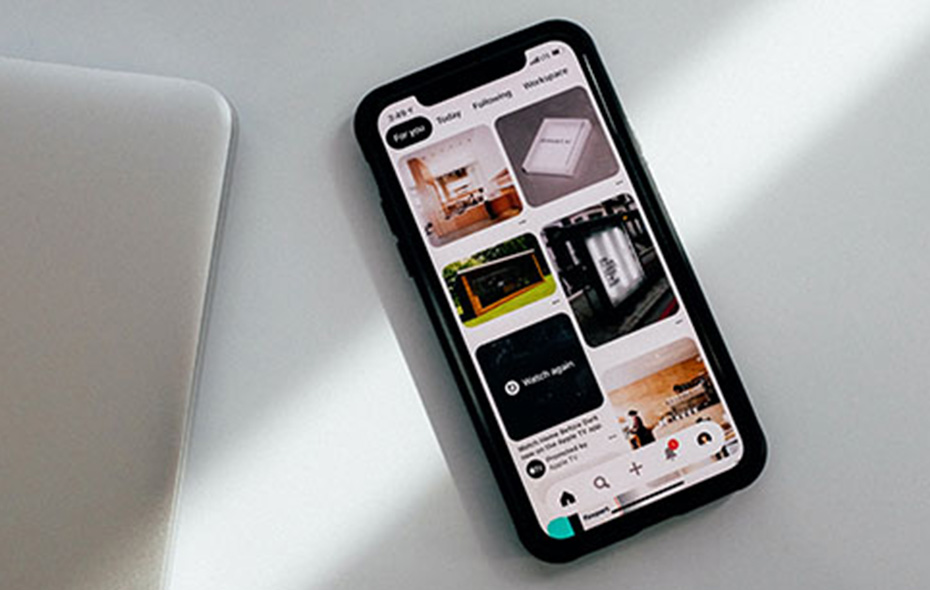 3:49
For you
Today
Following
Workspace
Watch again
Watch Home Before Dark
now on the Apple TV app
Promoted by
Apple TV